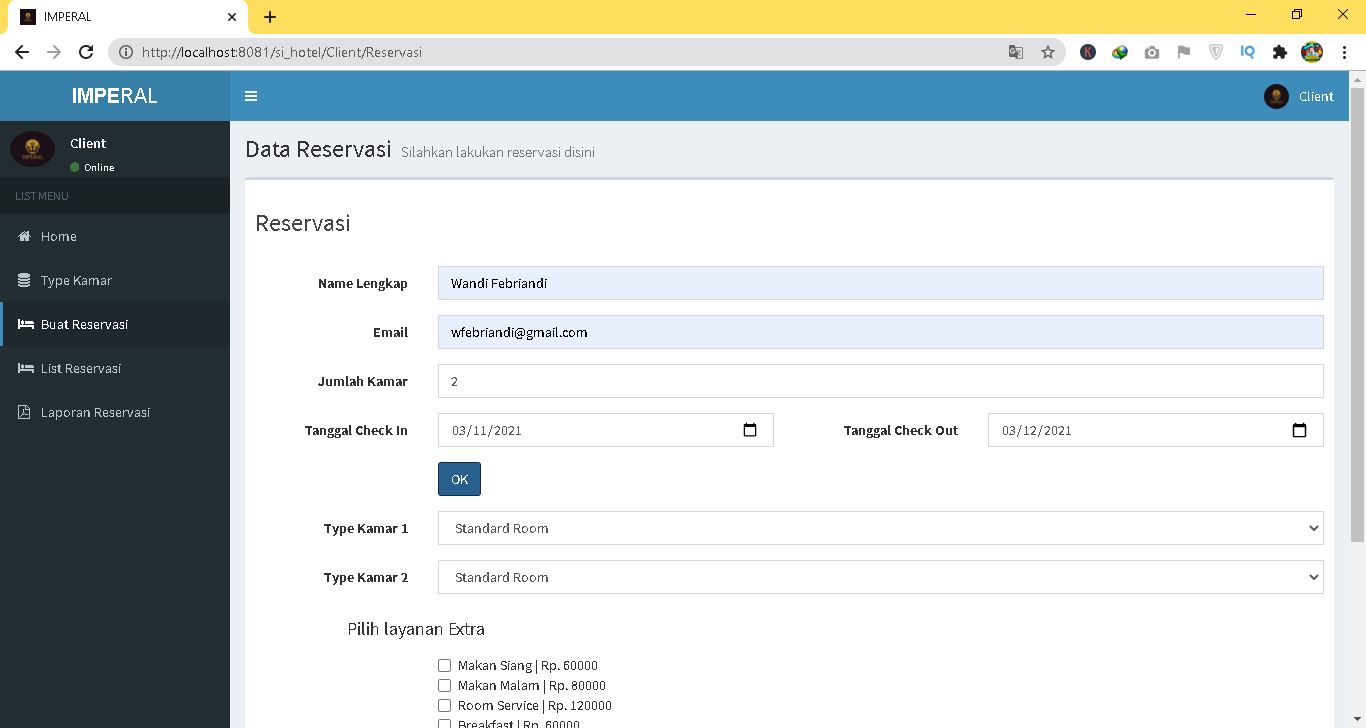 IMPERAL
http://localhost:8081/si_hotel/Client/Reservasi
K
IQ
IMPERAL
Client
Client
Online
Data Reservasi Silahkan lakukan reservasi disini
LIST MENU
Home
Type Kamar
Buat Reservasi
List Reservasi
Laporan Reservasi
Reservasi
Name Lengkap Wandi Febriandi
Email wfebriandi@gmail.com
Jumlah Kamar 2
Tanggal Check In 03/11/2021 Tanggal Check Out 03/12/2021
OK
Type Kamar 1 Standard Room
Type Kamar 2 Standard Room
Pilih layanan Extra
Makan Siang | Rp. 60000
Makan Malam | Rp. 80000
Room Service | Rp. 120000
Breakfast | Rp. 60000